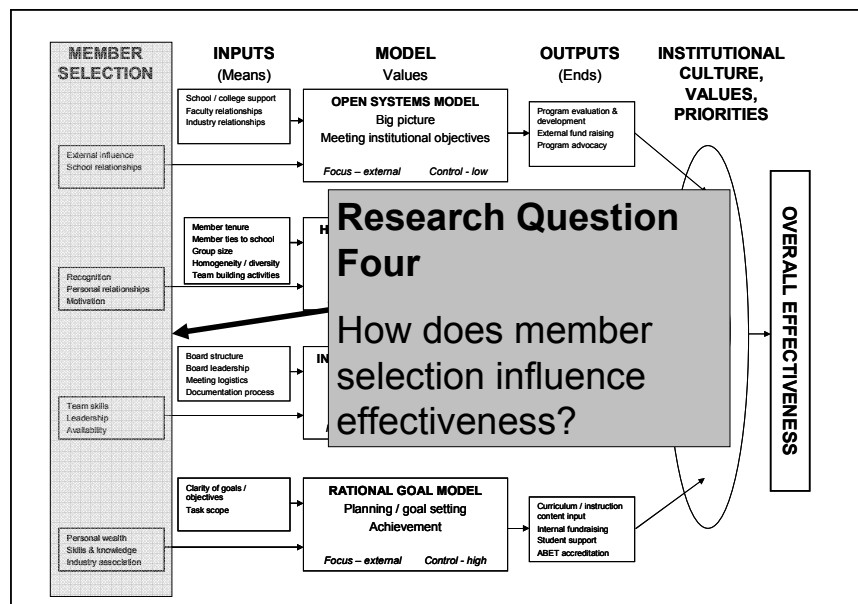 MEMBER
SELECTION
INPUTS
(Means)
MODEL
Values
OUTPUTS
(Ends)
INSTITUTIONAL
CULTURE,
VALUES,
PRIORITIES
School / college support
Faculty relationships
Industry relationships
OPEN SYSTEMS MODEL
Big picture
Meeting institutional objectives
Focus – external Control - low
Program evaluation &
development
External fund raising
Program advocacy
External influence
School relationships
Member tenure
Member ties to school
Group size
Homogeneity / diversity
Team building activities
H
Recognition
Personal relationships
Motivation
Research Question
Four
How does member
selection influence
effectiveness?
OVERALL EFFECTIVENESS
Board structure
Board leadership
Meeting logistics
Documentation process
IN
Team skills
Leadership
Availability
Clarity of goals /
objectives
Task scope
RATIONAL GOAL MODEL
Planning / goal setting
Achievement
Focus – external Control - high
Curriculum / instruction
content input
Internal fundraising
Student support
ABET accreditation
Personal wealth
Skills & knowledge
Industry association